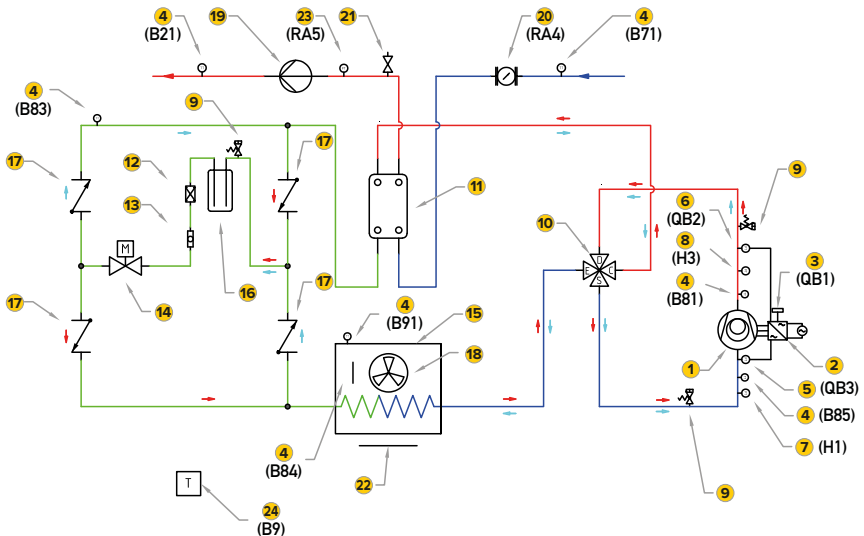 4 19 23 21 20 4
(B21) (RA5) (RA4) (B71)
4
(B83)
9
17 12 17
11
9
6
(QB2)
13
10
D
E C
S
8
(H3)
3
(QB1)
M
4
(B81)
17 14 16 17
4
(B91)
15
18
1 2
5 (QB3)
4 (B85)
7 (H1)
4
(B84)
22
9
T
24
(B9)